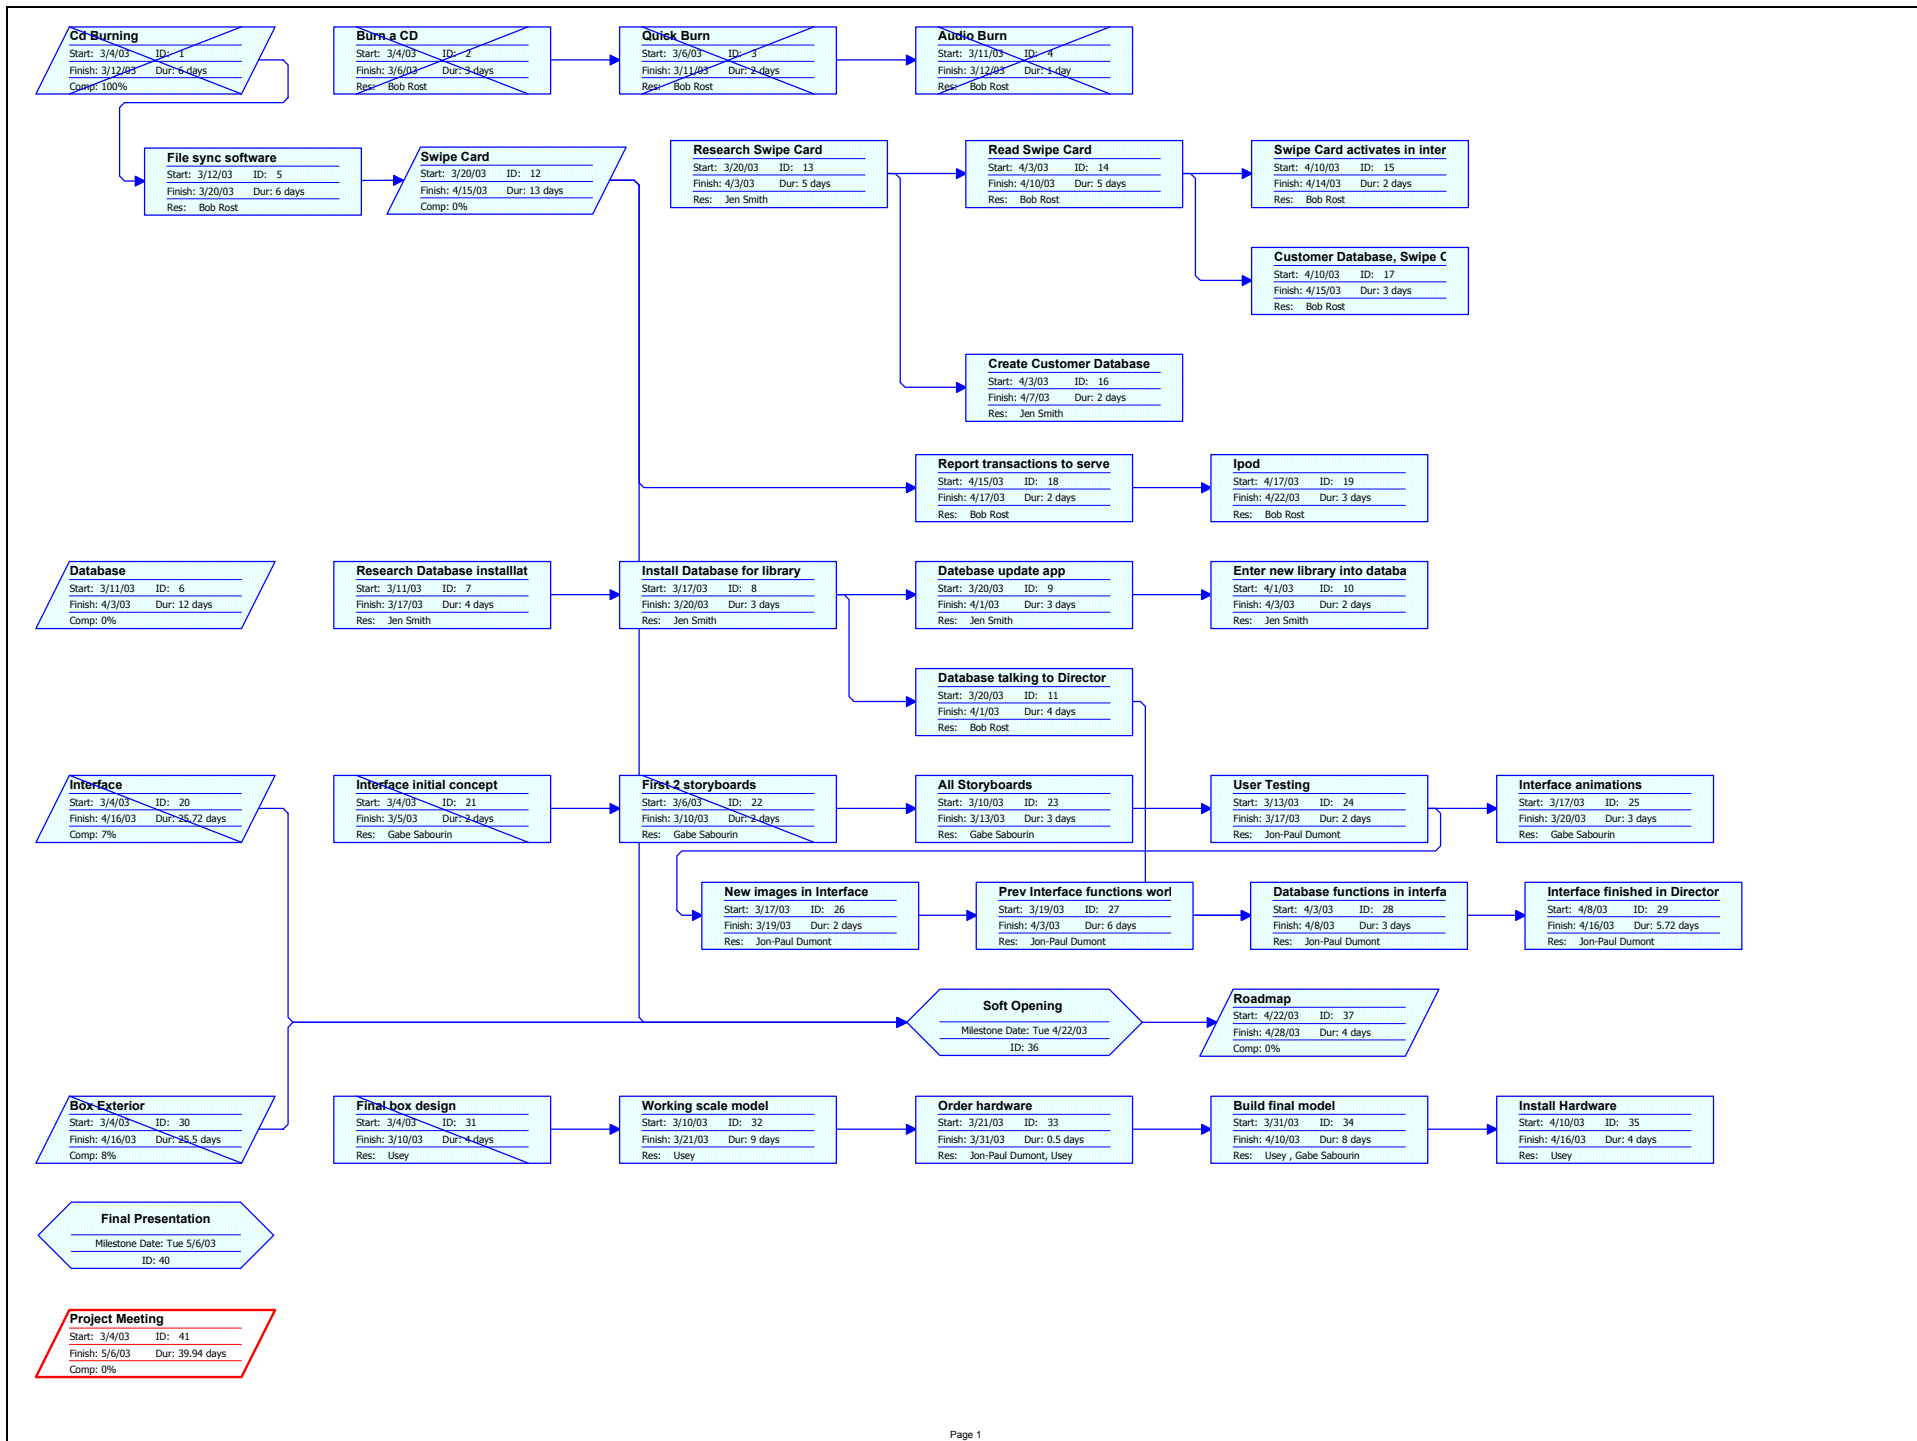 Cd Burning
Start: 3/4/03 ID: 1
Finish: 3/12/03 Dur: 6 days
Comp: 100%
Burn a CD
Start: 3/4/03 ID: 2
Finish: 3/6/03 Dur: 3 days
Res: Bob Rost
Quick Burn
Start: 3/6/03 ID: 3
Finish: 3/11/03 Dur: 2 days
Res: Bob Rost
Audio Burn
Start: 3/11/03 ID: 4
Finish: 3/12/03 Dur: 1 day
Res: Bob Rost
File sync software
Start: 3/12/03 ID: 5
Finish: 3/20/03 Dur: 6 days
Res: Bob Rost
Swipe Card
Start: 3/20/03 ID: 12
Finish: 4/15/03 Dur: 13 days
Comp: 0%
Research Swipe Card
Start: 3/20/03 ID: 13
Finish: 4/3/03 Dur: 5 days
Res: Jen Smith
Read Swipe Card
Start: 4/3/03 ID: 14
Finish: 4/10/03 Dur: 5 days
Res: Bob Rost
Swipe Card activates in inter
Start: 4/10/03 ID: 15
Finish: 4/14/03 Dur: 2 days
Res: Bob Rost
Customer Database, Swipe C
Start: 4/10/03 ID: 17
Finish: 4/15/03 Dur: 3 days
Res: Bob Rost
Create Customer Database
Start: 4/3/03 ID: 16
Finish: 4/7/03 Dur: 2 days
Res: Jen Smith
Report transactions to serve
Start: 4/15/03 ID: 18
Finish: 4/17/03 Dur: 2 days
Res: Bob Rost
Ipod
Start: 4/17/03 ID: 19
Finish: 4/22/03 Dur: 3 days
Res: Bob Rost
Database
Start: 3/11/03 ID: 6
Finish: 4/3/03 Dur: 12 days
Comp: 0%
Research Database installlat
Start: 3/11/03 ID: 7
Finish: 3/17/03 Dur: 4 days
Res: Jen Smith
Install Database for library
Start: 3/17/03 ID: 8
Finish: 3/20/03 Dur: 3 days
Res: Jen Smith
Datebase update app
Start: 3/20/03 ID: 9
Finish: 4/1/03 Dur: 3 days
Res: Jen Smith
Enter new library into databa
Start: 4/1/03 ID: 10
Finish: 4/3/03 Dur: 2 days
Res: Jen Smith
Database talking to Director
Start: 3/20/03 ID: 11
Finish: 4/1/03 Dur: 4 days
Res: Bob Rost
Interface
Start: 3/4/03 ID: 20
Finish: 4/16/03 Dur: 25.72 days
Comp: 7%
Interface initial concept
Start: 3/4/03 ID: 21
Finish: 3/5/03 Dur: 2 days
Res: Gabe Sabourin
First 2 storyboards
Start: 3/6/03 ID: 22
Finish: 3/10/03 Dur: 2 days
Res: Gabe Sabourin
All Storyboards
Start: 3/10/03 ID: 23
Finish: 3/13/03 Dur: 3 days
Res: Gabe Sabourin
User Testing
Start: 3/13/03 ID: 24
Finish: 3/17/03 Dur: 2 days
Res: Jon-Paul Dumont
Interface animations
Start: 3/17/03 ID: 25
Finish: 3/20/03 Dur: 3 days
Res: Gabe Sabourin
New images in Interface
Start: 3/17/03 ID: 26
Finish: 3/19/03 Dur: 2 days
Res: Jon-Paul Dumont
Prev Interface functions worl
Start: 3/19/03 ID: 27
Finish: 4/3/03 Dur: 6 days
Res: Jon-Paul Dumont
Database functions in interfa
Start: 4/3/03 ID: 28
Finish: 4/8/03 Dur: 3 days
Res: Jon-Paul Dumont
Interface finished in Director
Start: 4/8/03 ID: 29
Finish: 4/16/03 Dur: 5.72 days
Res: Jon-Paul Dumont
Soft Opening
Milestone Date: Tue 4/22/03
ID: 36
Roadmap
Start: 4/22/03 ID: 37
Finish: 4/28/03 Dur: 4 days
Comp: 0%
Box Exterior
Start: 3/4/03 ID: 30
Finish: 4/16/03 Dur: 25.5 days
Comp: 8%
Final box design
Start: 3/4/03 ID: 31
Finish: 3/10/03 Dur: 4 days
Res: Usey
Working scale model
Start: 3/10/03 ID: 32
Finish: 3/21/03 Dur: 9 days
Res: Usey
Order hardware
Start: 3/21/03 ID: 33
Finish: 3/31/03 Dur: 0.5 days
Res: Jon-Paul Dumont, Usey
Build final model
Start: 3/31/03 ID: 34
Finish: 4/10/03 Dur: 8 days
Res: Usey , Gabe Sabourin
Install Hardware
Start: 4/10/03 ID: 35
Finish: 4/16/03 Dur: 4 days
Res: Usey
Final Presentation
Milestone Date: Tue 5/6/03
ID: 40
Project Meeting
Start: 3/4/03 ID: 41
Finish: 5/6/03 Dur: 39.94 days
Comp: 0%
Page 1